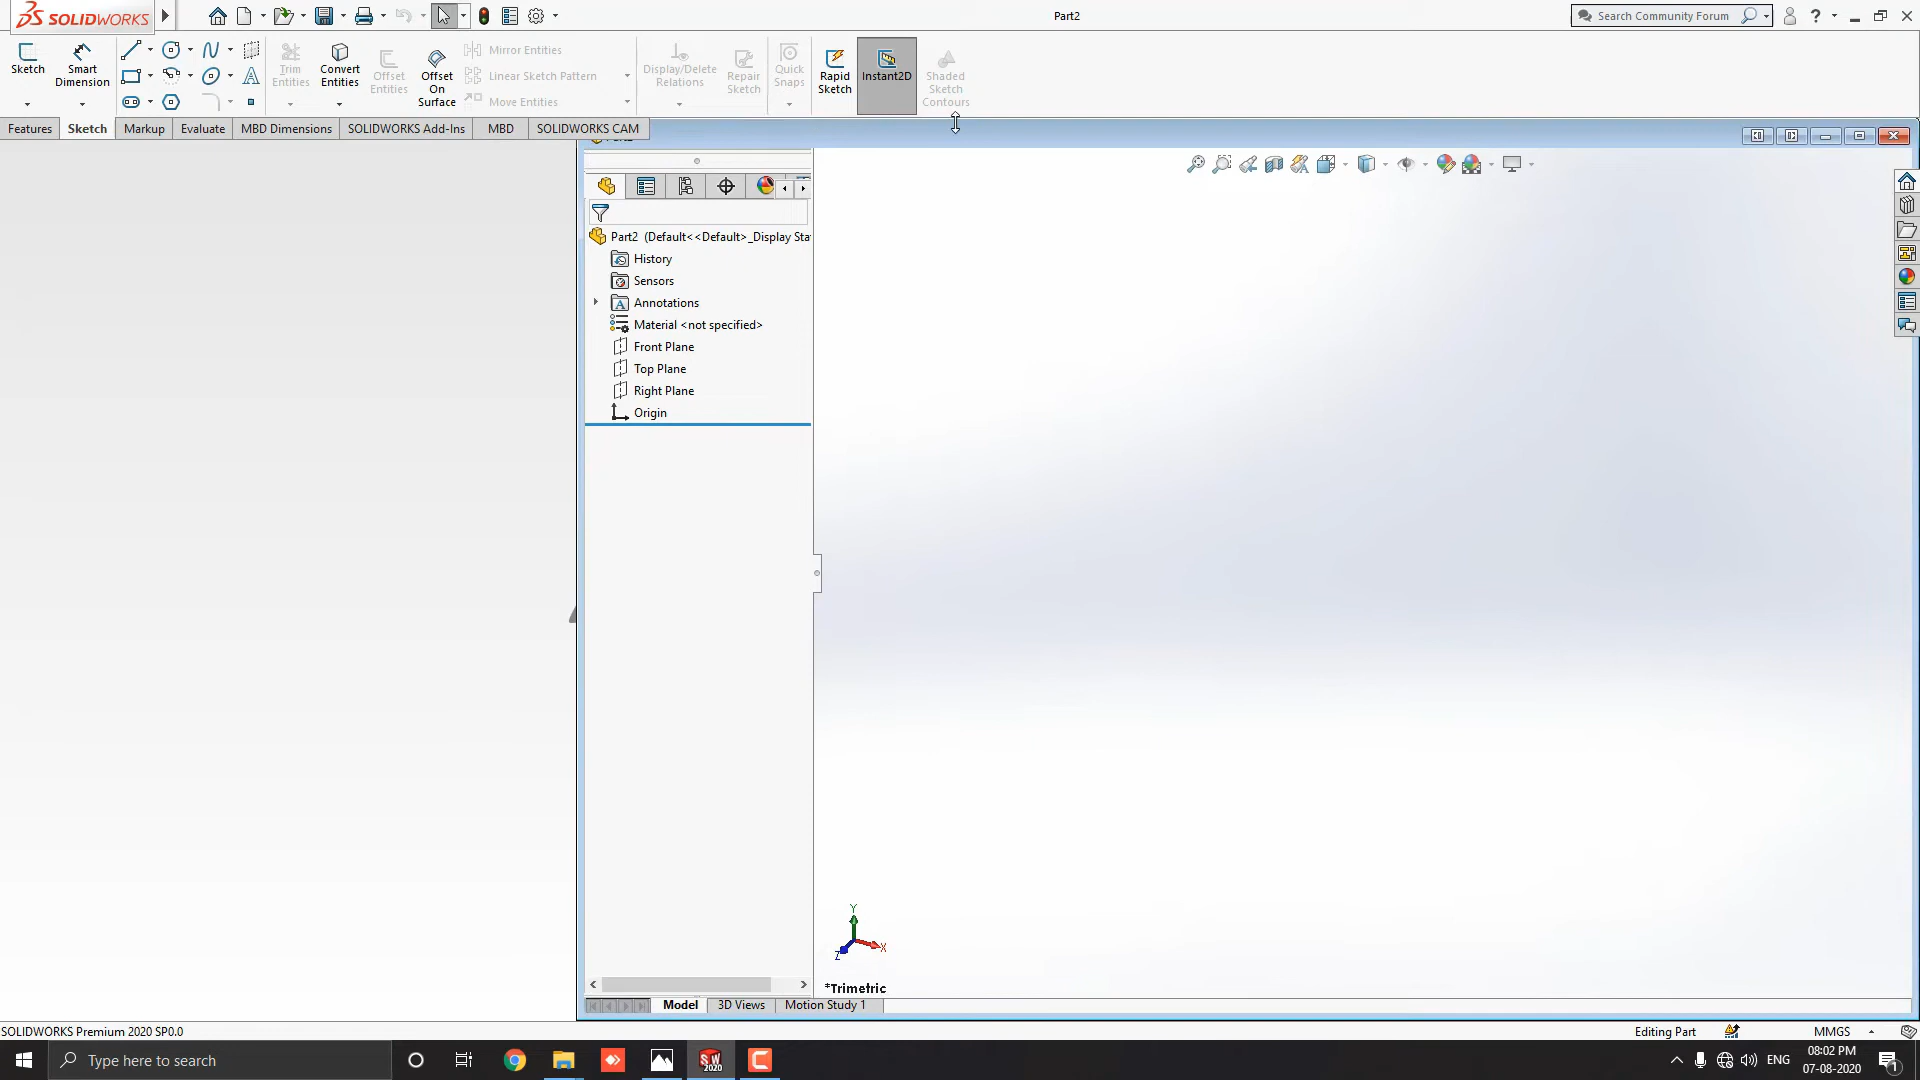 SOLIDWORKS
Part2
Search Community Forum
Sketch
Smart Dimension
Trim Entities
Convert Entities
Offset Entities
Offset On Surface
Mirror Entities
Linear Sketch Pattern
Move Entities
Display/Delete Relations
Repair Sketch
Quick Snaps
Rapid Sketch
Instant2D
Shaded Sketch Contours
Features
Sketch
Markup
Evaluate
MBD Dimensions
SOLIDWORKS Add-Ins
MBD
SOLIDWORKS CAM
Part2 (Default<<Default>_Display Sta
History
Sensors
Annotations
Material <not specified>
Front Plane
Top Plane
Right Plane
Origin
Y
X
Z
*Trimetric
Model
3D Views
Motion Study 1
SOLIDWORKS Premium 2020 SP0.0
Editing Part
MMGS
Type here to search
SW 2020
ENG
08:02 PM
07-08-2020
1